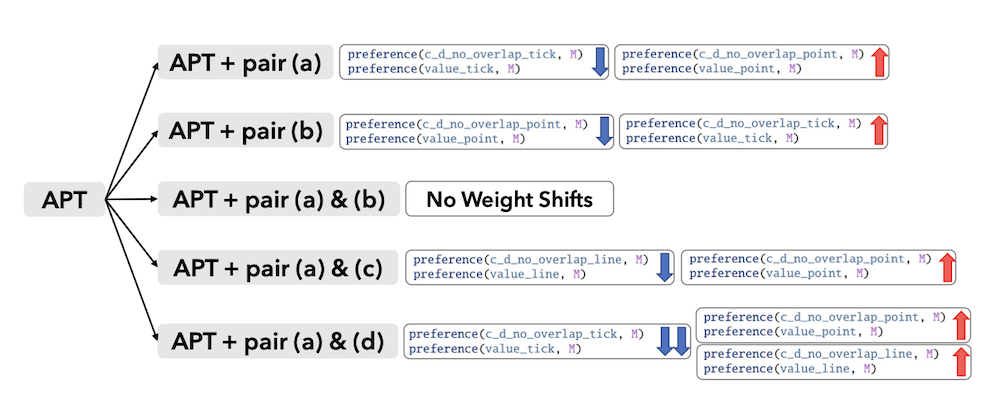 APT
APT + pair (a)
preference(c_d_no_overlap_tick, M)
preference(value_tick, M)
preference(c_d_no_overlap_point, M)
preference(value_point, M)
APT + pair (b)
preference(c_d_no_overlap_point, M)
preference(value_point, M)
preference(c_d_no_overlap_tick, M)
preference(value_tick, M)
APT + pair (a) & (b)
No Weight Shifts
APT + pair (a) & (c)
preference(c_d_no_overlap_line, M)
preference(value_line, M)
preference(c_d_no_overlap_point, M)
preference(value_point, M)
APT + pair (a) & (d)
preference(c_d_no_overlap_tick, M)
preference(value_tick, M)
preference(c_d_no_overlap_point, M)
preference(value_point, M)
preference(c_d_no_overlap_line, M)
preference(value_line, M)